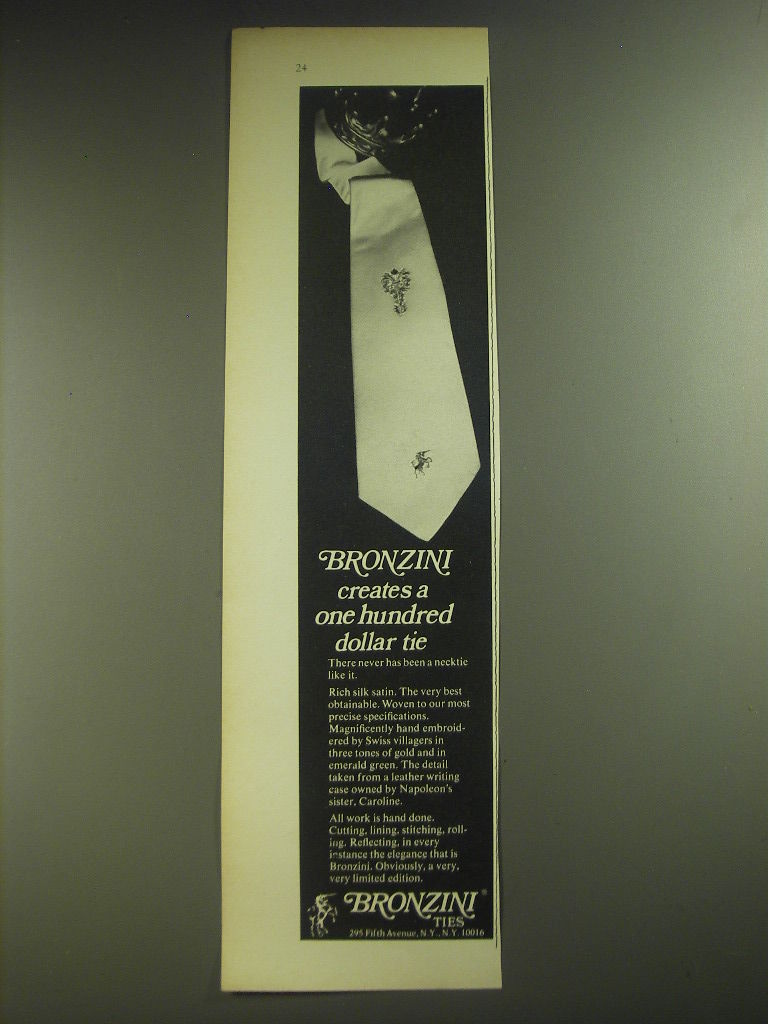 24
BRONZINI
creates a
one hundred
dollar tie
There never has been a necktie
like it.
Rich silk satin. The very best
obtainable. Woven to our most
precise specifications.
Magnificently hand embroid-
ered by Swiss villagers in
three tones of gold and in
emerald green. The detail
taken from a leather writing
case owned by Napoleon's
sister, Caroline.
All work is hand done.
Cutting, lining, stitching, roll-
ing. Reflecting, in every
instance the elegance that is
Bronzini. Obviously, a very,
very limited edition.
BRONZINI®
TIES
295 Fifth Avenue, N.Y., N.Y. 10016